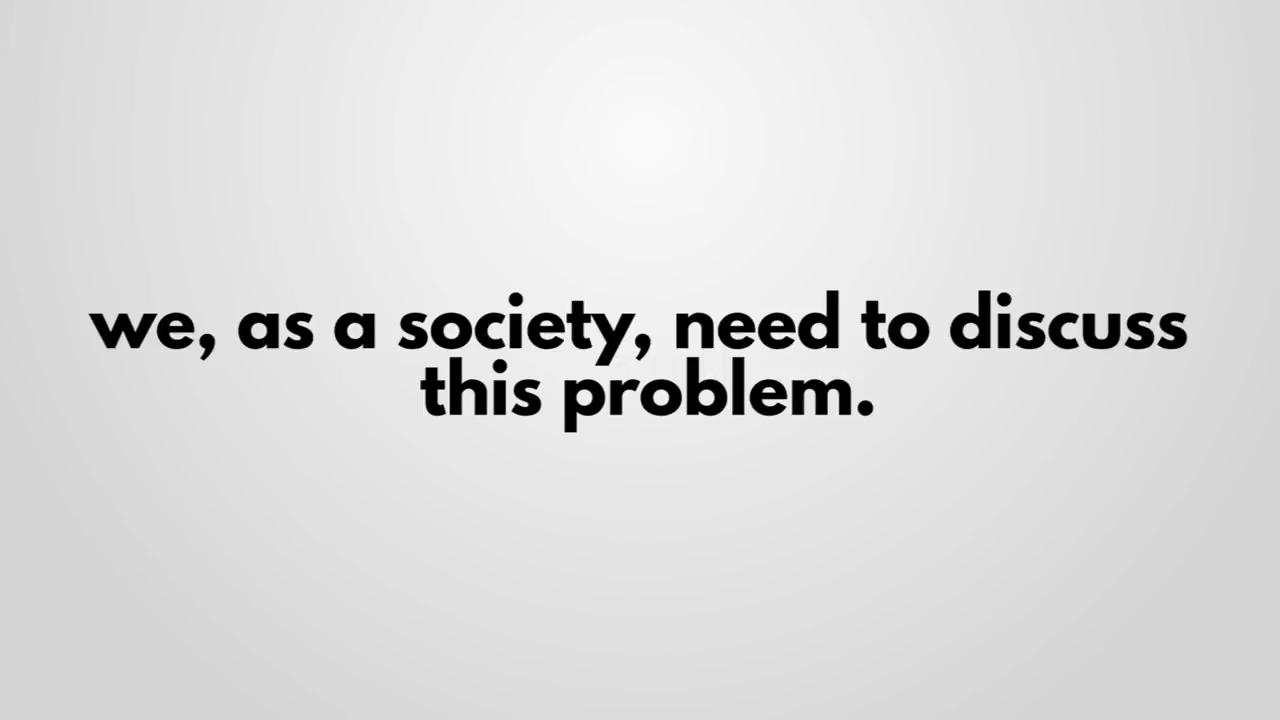 we, as a society, need to discuss
this problem.